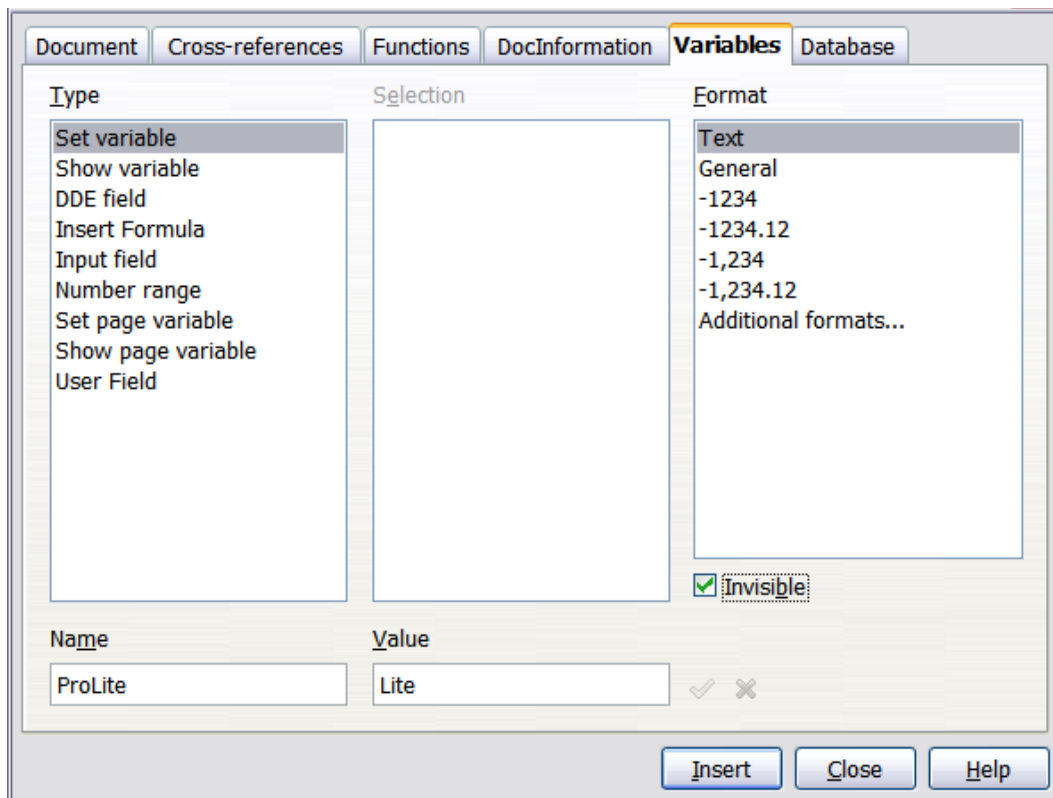 Document Cross-references Functions DocInformation Variables Database
Type
Set variable
Show variable
DDE field
Insert Formula
Input field
Number range
Set page variable
Show page variable
User Field
Selection
Format
Text
General
-1234
-1234.12
-1,234
-1,234.12
Additional formats...
Invisible
Name
ProLite
Value
Lite
Insert Close Help